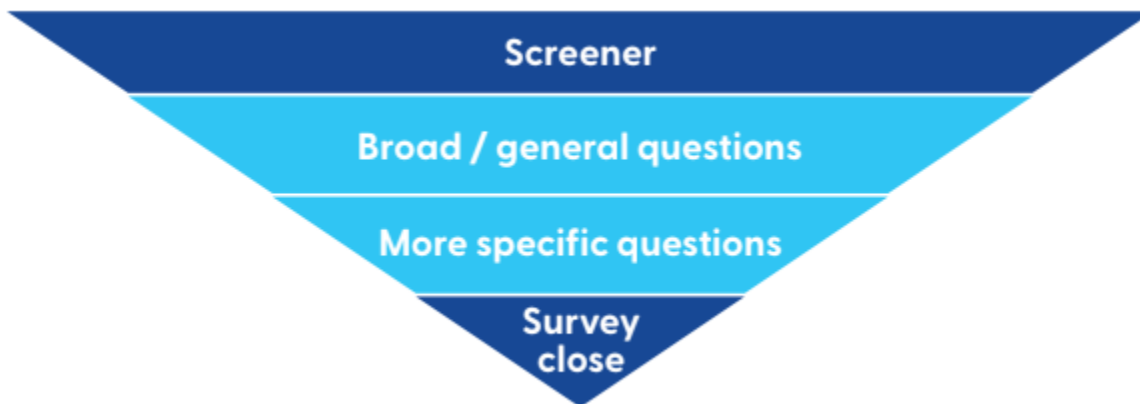 Screener
Broad / general questions
More specific questions
Survey
close